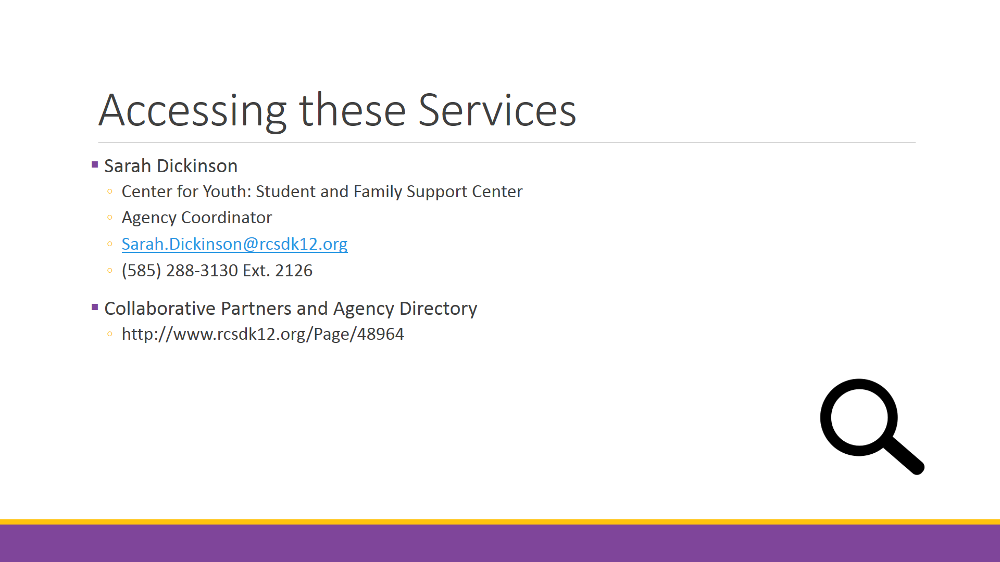 Accessing these Services
Sarah Dickinson
Center for Youth: Student and Family Support Center
Agency Coordinator
Sarah.Dickinson@rcsdk12.org
(585) 288-3130 Ext. 2126
Collaborative Partners and Agency Directory
http://www.rcsdk12.org/Page/48964